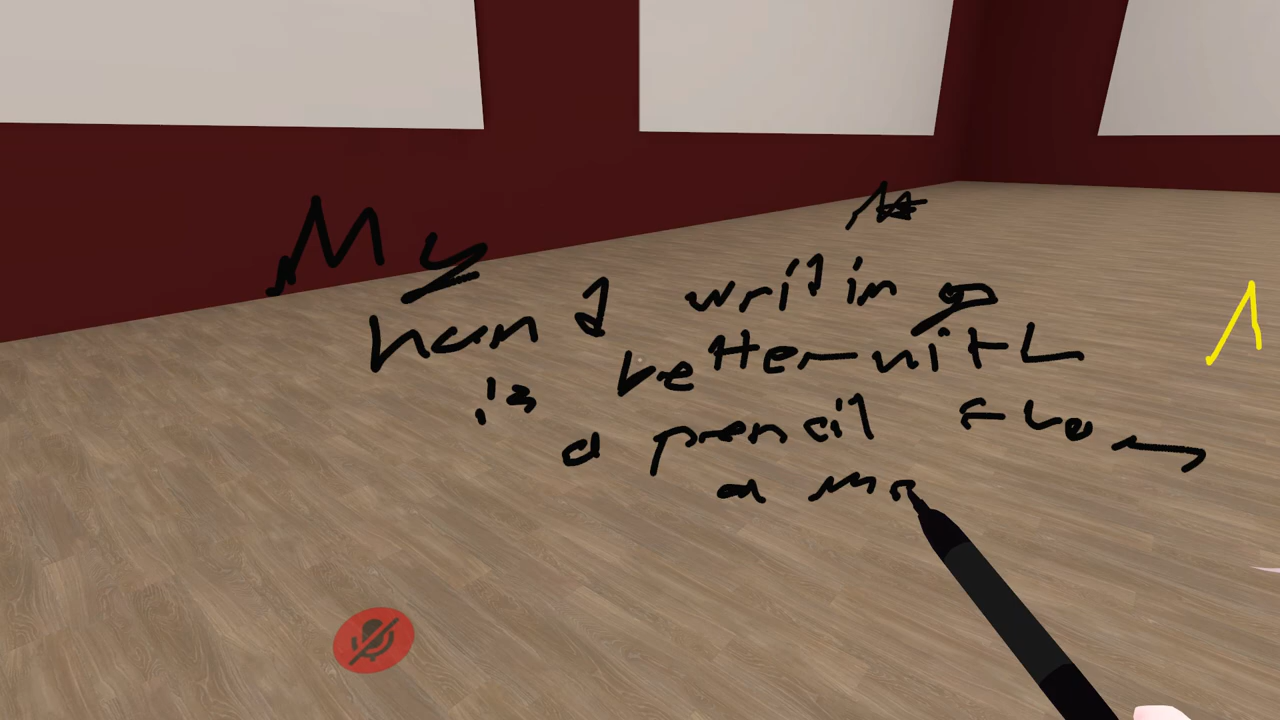 My
hand writing
is better with
a pencil than
a